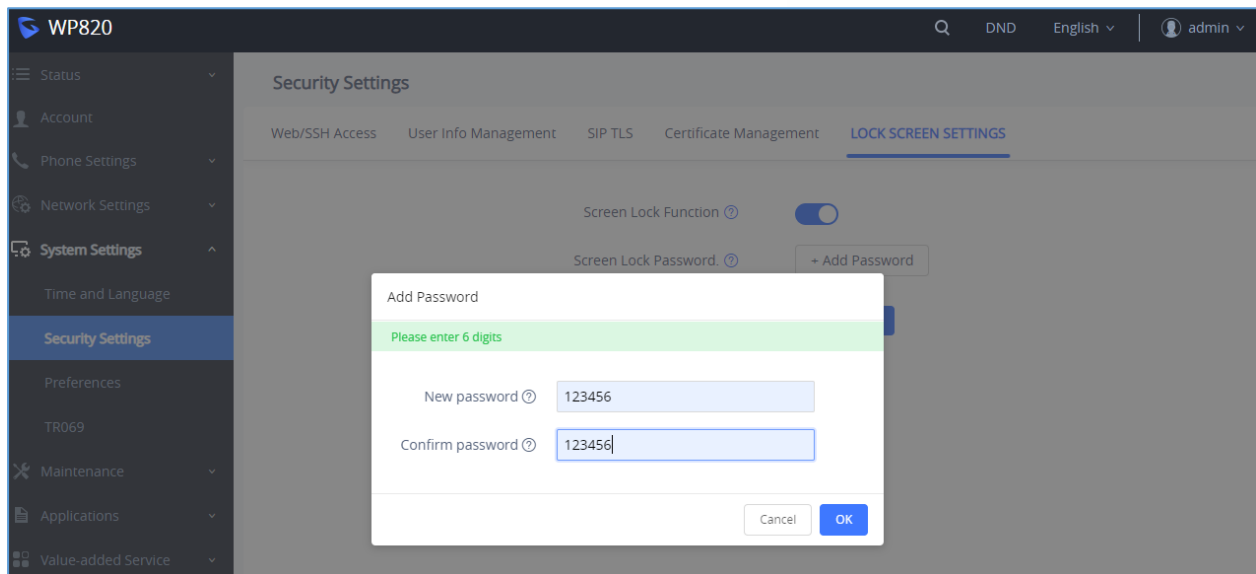 WP820
DND English admin
Status
Account
Phone Settings
Network Settings
System Settings
Time and Language
Security Settings
Preferences
TR069
Maintenance
Applications
Value-added Service
Security Settings
Web/SSH Access User Info Management SIP TLS Certificate Management LOCK SCREEN SETTINGS
Screen Lock Function
Screen Lock Password.
+ Add Password
Add Password
Please enter 6 digits
New password 123456
Confirm password 123456
Cancel OK